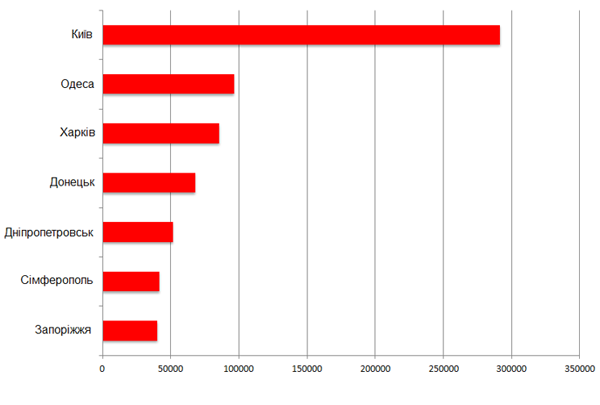 Київ
Одеса
Харків
Донецьк
Дніпропетровськ
Сімферополь
Запоріжжя
0 50000 100000 150000 200000 250000 300000 350000